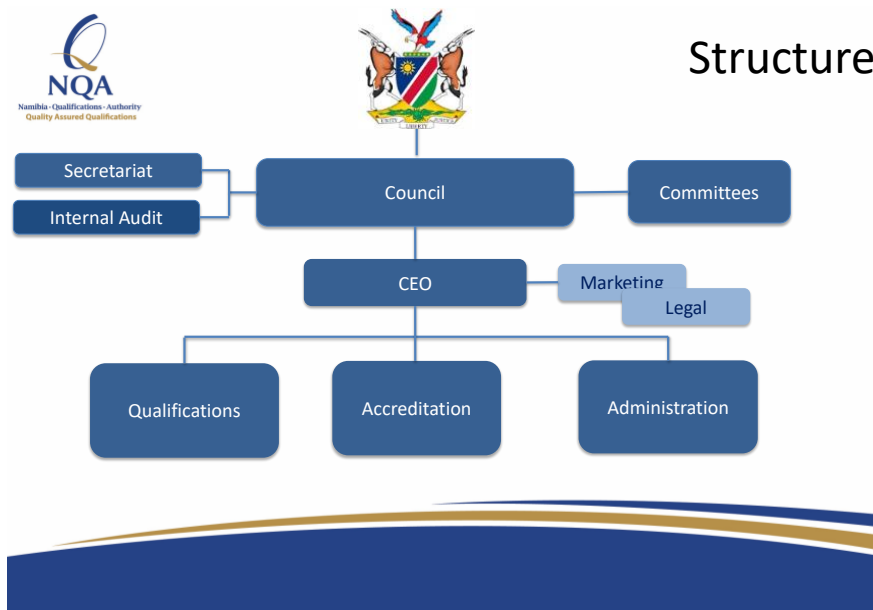 Structure
NQA
Namibia - Qualifications - Authority
Quality Assured Qualifications
LIBERTY
Secretariat
Internal Audit
Council
Committees
CEO
Marketing
Legal
Qualifications
Accreditation
Administration